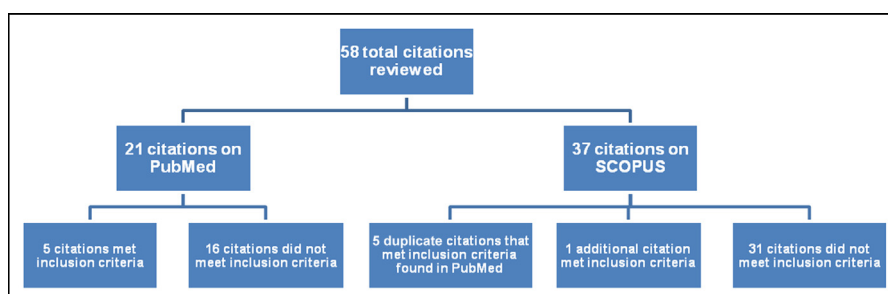 58 total citations
reviewed
21 citations on
PubMed
37 citations on
SCOPUS
5 citations met
inclusion criteria
16 citations did not
meet inclusion criteria
5 duplicate citations that
met inclusion criteria
found in PubMed
1 additional citation
met inclusion criteria
31 citations did not
meet inclusion criteria